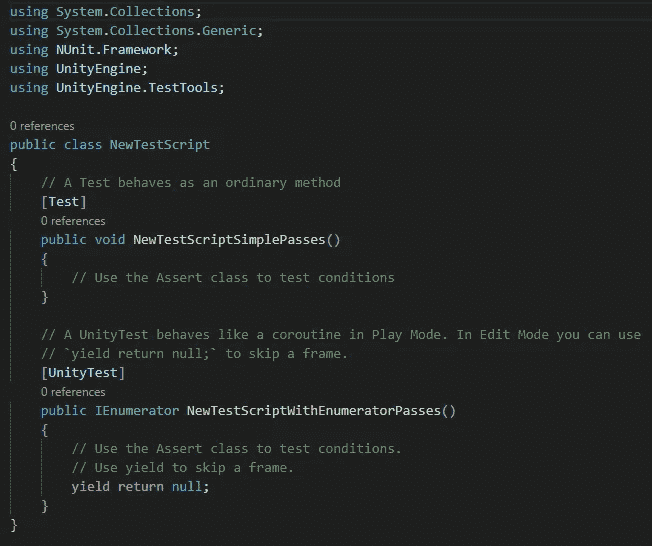 using System.Collections;
using System.Collections.Generic;
using NUnit.Framework;
using UnityEngine;
using UnityEngine.TestTools;
0 references
public class NewTestScript
{
// A Test behaves as an ordinary method
[Test]
0 references
public void NewTestScriptSimplePasses()
{
// Use the Assert class to test conditions
}
// A UnityTest behaves like a coroutine in Play Mode. In Edit Mode you can use
// `yield return null;` to skip a frame.
[UnityTest]
0 references
public IEnumerator NewTestScriptWithEnumeratorPasses()
{
// Use the Assert class to test conditions.
// Use yield to skip a frame.
yield return null;
}
}